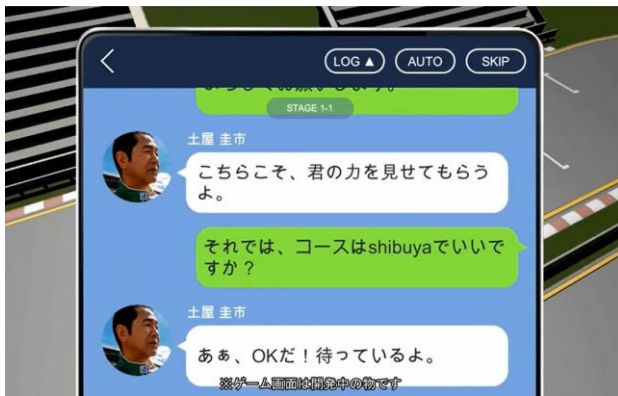 LOG ▲ AUTO SKIP
STAGE 1-1
土屋 圭市
こちらこそ、君の力を見せてもらう
よ。
それでは、コースはshibuyaでいいで
すか？
土屋 圭市
あぁ、OKだ！待っているよ。
※ゲーム画面は開発中の物です